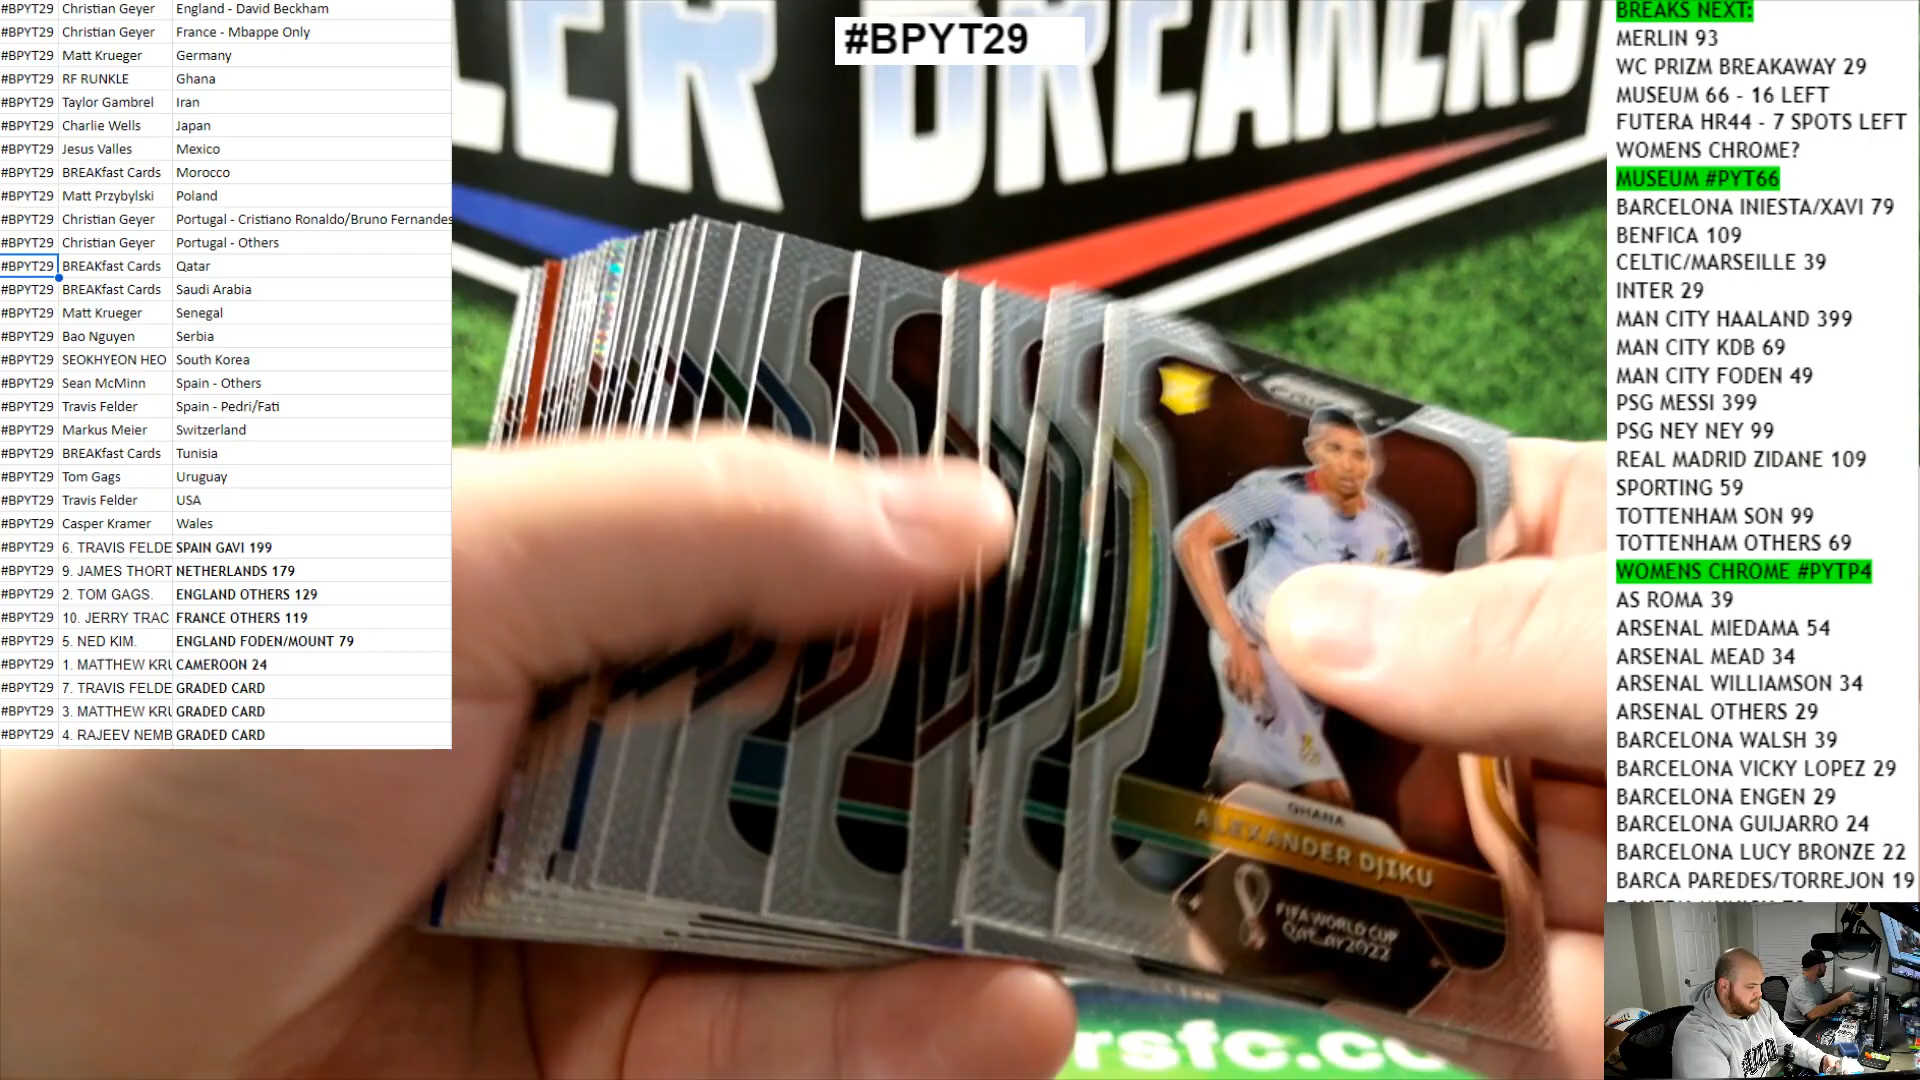 #BPYT29 Christian Geyer England - David Beckham
#BPYT29 Christian Geyer France - Mbappe Only
#BPYT29 Matt Krueger Germany
#BPYT29 RF RUNKLE Ghana
#BPYT29 Taylor Gambrel Iran
#BPYT29 Charlie Wells Japan
#BPYT29 Jesus Valles Mexico
#BPYT29 BREAKfast Cards Morocco
#BPYT29 Matt Przybylski Poland
#BPYT29 Christian Geyer Portugal - Cristiano Ronaldo/Bruno Fernandes
#BPYT29 Christian Geyer Portugal - Others
#BPYT29 BREAKfast Cards Qatar
#BPYT29 BREAKfast Cards Saudi Arabia
#BPYT29 Matt Krueger Senegal
#BPYT29 Bao Nguyen Serbia
#BPYT29 SEOKHYEON HEO South Korea
#BPYT29 Sean McMinn Spain - Others
#BPYT29 Travis Felder Spain - Pedri/Fati
#BPYT29 Markus Meier Switzerland
#BPYT29 BREAKfast Cards Tunisia
#BPYT29 Tom Gags Uruguay
#BPYT29 Travis Felder USA
#BPYT29 Casper Kramer Wales
#BPYT29 6. TRAVIS FELDE SPAIN GAVI 199
#BPYT29 9. JAMES THORT NETHERLANDS 179
#BPYT29 2. TOM GAGS. ENGLAND OTHERS 129
#BPYT29 10. JERRY TRAC FRANCE OTHERS 119
#BPYT29 5. NED KIM. ENGLAND FODEN/MOUNT 79
#BPYT29 1. MATTHEW KRU CAMEROON 24
#BPYT29 7. TRAVIS FELDE GRADED CARD
#BPYT29 3. MATTHEW KRU GRADED CARD
#BPYT29 4. RAJEEV NEMB GRADED CARD
#BPYT29
LER BREAKERS
GHANA
ALEXANDER DJIKU
FIFA WORLD CUP
Qatar2022
rsfc.co
BREAKS NEXT:
MERLIN 93
WC PRIZM BREAKAWAY 29
MUSEUM 66 - 16 LEFT
FUTERA HR44 - 7 SPOTS LEFT
WOMENS CHROME?
MUSEUM #PYT66
BARCELONA INIESTA/XAVI 79
BENFICA 109
CELTIC/MARSEILLE 39
INTER 29
MAN CITY HAALAND 399
MAN CITY KDB 69
MAN CITY FODEN 49
PSG MESSI 399
PSG NEY NEY 99
REAL MADRID ZIDANE 109
SPORTING 59
TOTTENHAM SON 99
TOTTENHAM OTHERS 69
WOMENS CHROME #PYTP4
AS ROMA 39
ARSENAL MIEDAMA 54
ARSENAL MEAD 34
ARSENAL WILLIAMSON 34
ARSENAL OTHERS 29
BARCELONA WALSH 39
BARCELONA VICKY LOPEZ 29
BARCELONA ENGEN 29
BARCELONA GUIJARRO 24
BARCELONA LUCY BRONZE 22
BARCA PAREDES/TORREJON 19